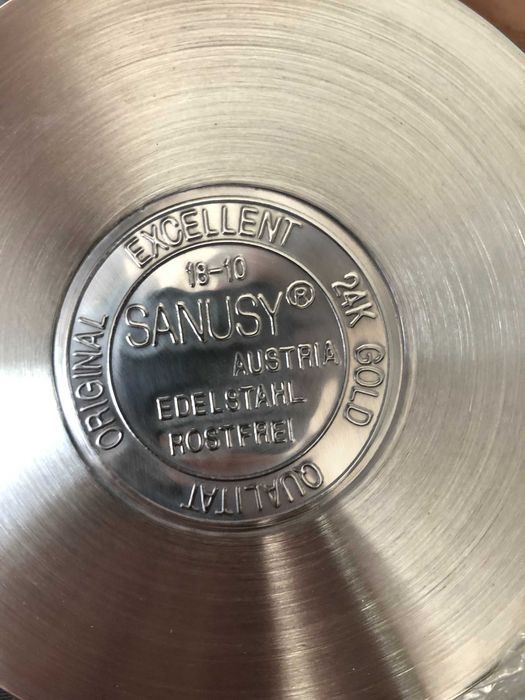 EXCELLENT
24K GOLD
QUALITAT
ORIGINAL
18-10
SANUSY®
AUSTRIA
EDELSTAHL
ROSTFREI